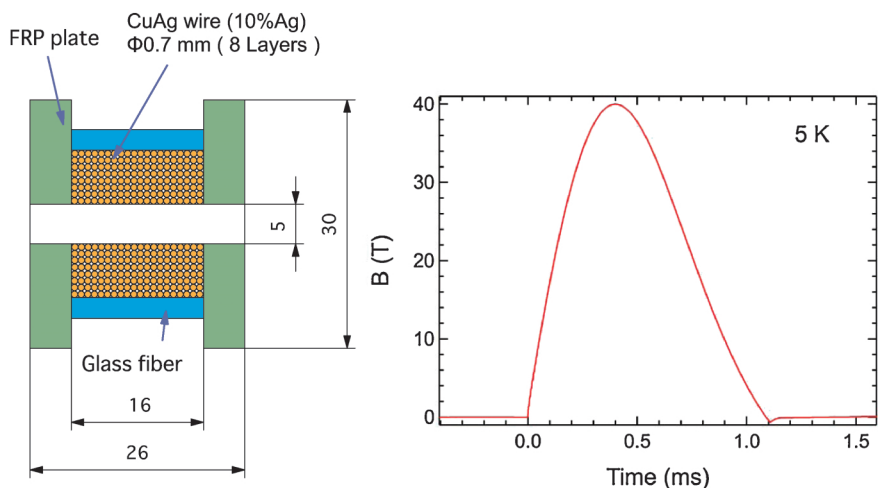 CuAg wire (10%Ag)
Φ0.7 mm ( 8 Layers )
FRP plate
5
30
Glass fiber
16
26
40
30
20
10
0
B (T)
5 K
0.0
0.5
1.0
1.5
Time (ms)